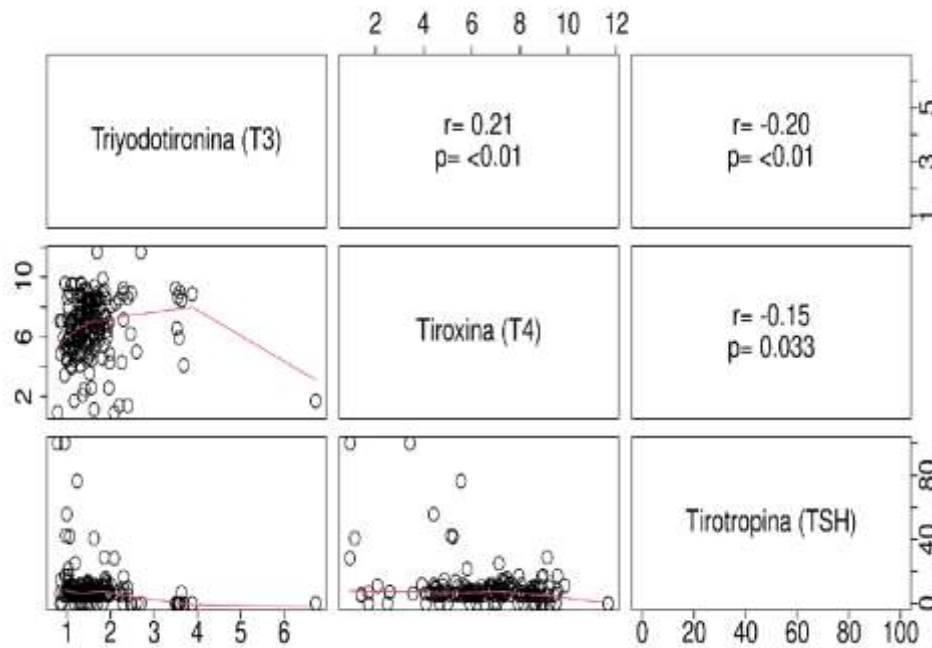 2 4 6 8 10 12
Triyodotironina (T3)
r= 0.21
p= <0.01
r= -0.20
p= <0.01
1 3 5
2 6 10
Tiroxina (T4)
r= -0.15
p= 0.033
Tirotropina (TSH)
0 40 80
1 2 3 4 5 6
0 20 40 60 80 100